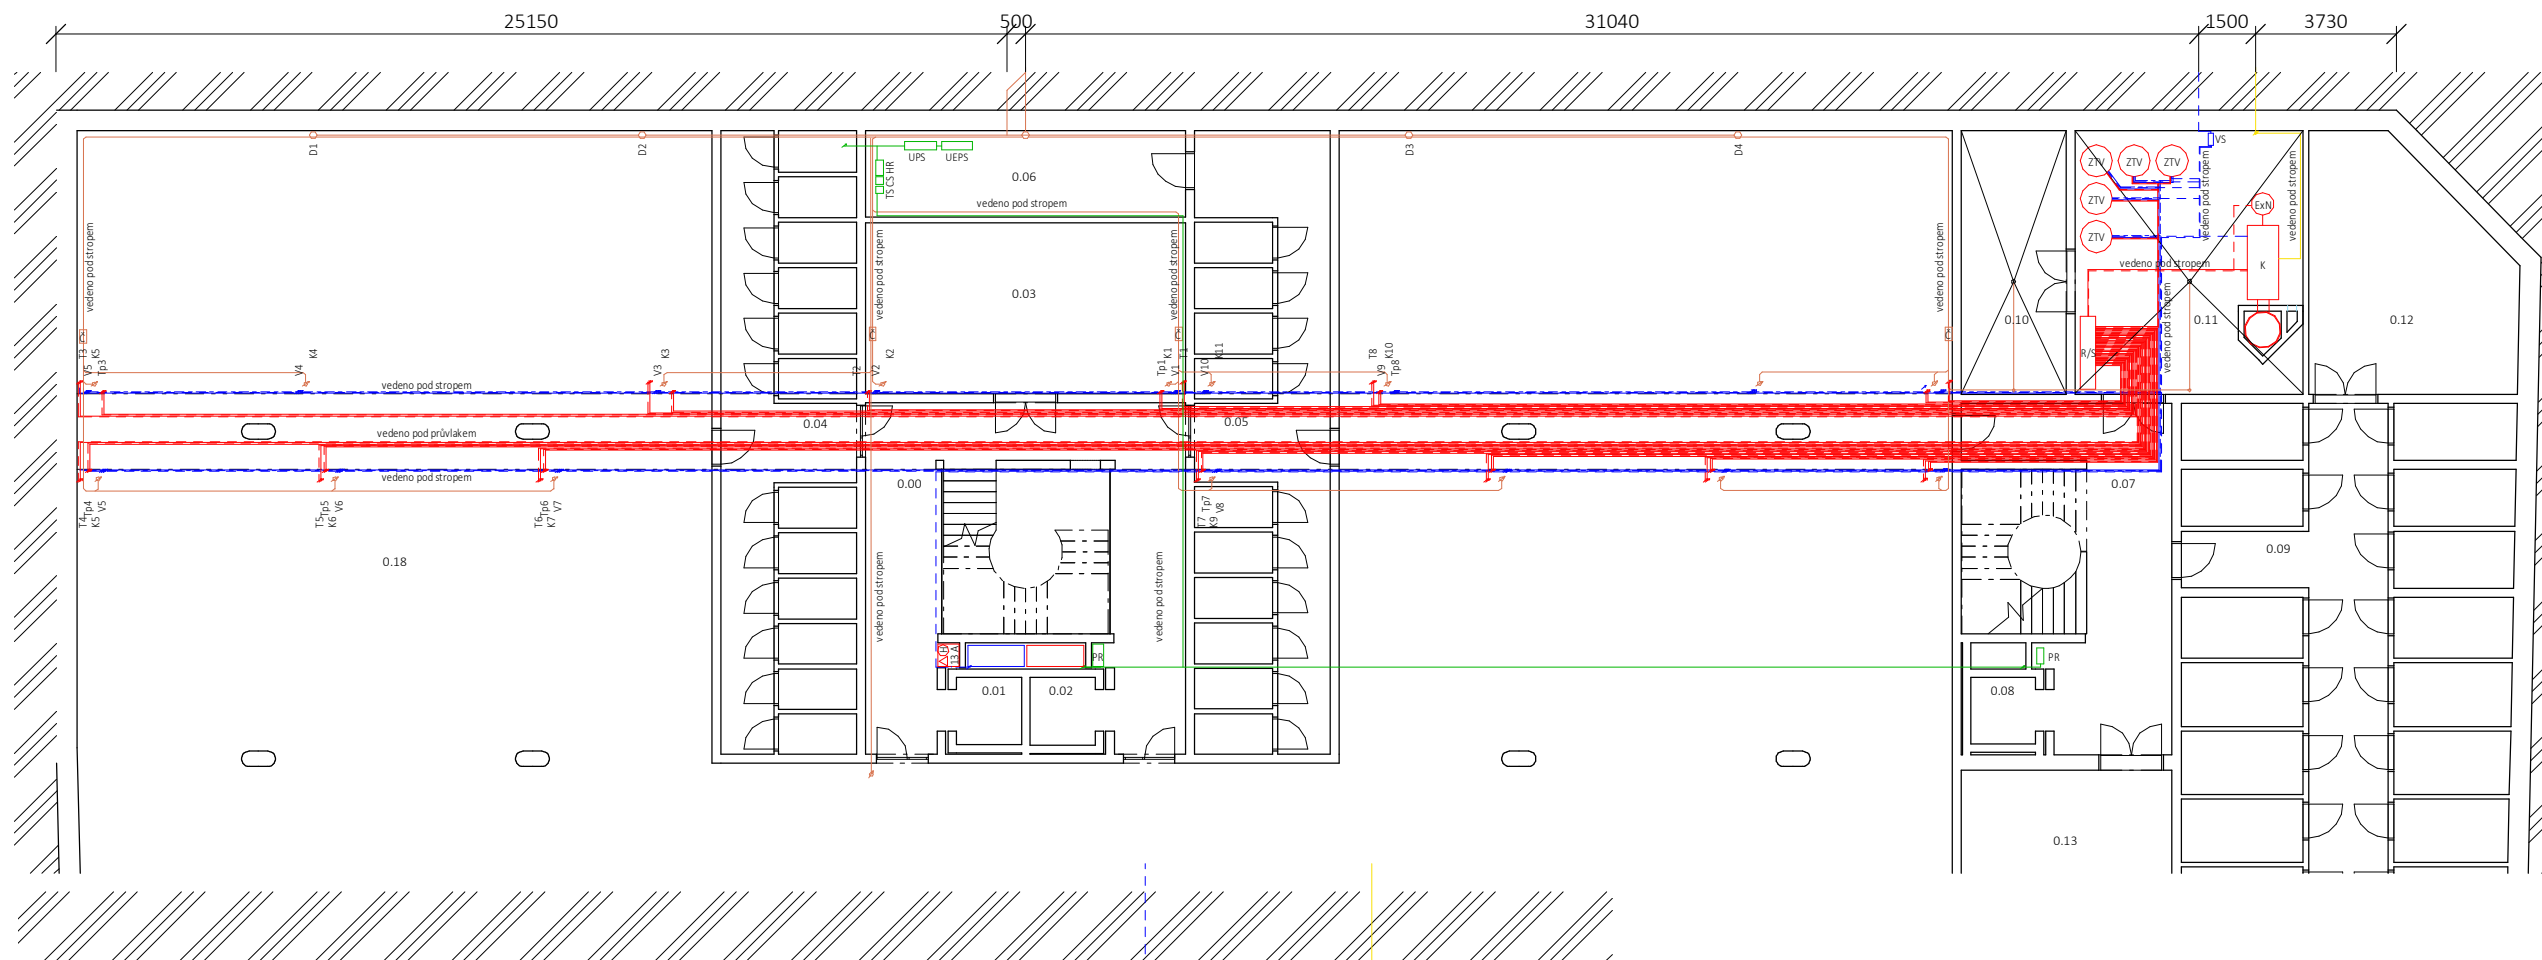 25150
500
31040
1500
3730
D1
D2
D3
D4
UPS
UEPS
TS CS HR
0.06
vedeno pod stropem
vedeno pod stropem
vedeno pod stropem
vedeno pod stropem
vedeno pod stropem
0.03
ZTV
ZTV
ZTV
ZTV
ZTV
VS
vedeno pod stropem
vedeno pod stropem
ExN
K
vedeno pod stropem
vedeno pod stropem
0.10
0.11
0.12
R/S
T3
K5
V5
Tp3
V4
K4
V3
K3
T2
V2
K2
Tp1
K1
V1
T1
V10
K11
T8
V9
K10
Tp8
vedeno pod stropem
vedeno pod průvlakem
vedeno pod stropem
0.04
0.05
0.00
0.07
T4
Tp4
K5
V5
T5
Tp5
K6
V6
T6
Tp6
K7
V7
T7
Tp7
K9
V8
0.18
0.09
vedeno pod stropem
vedeno pod stropem
H
13 A
PR
PR
0.01
0.02
0.08
0.13